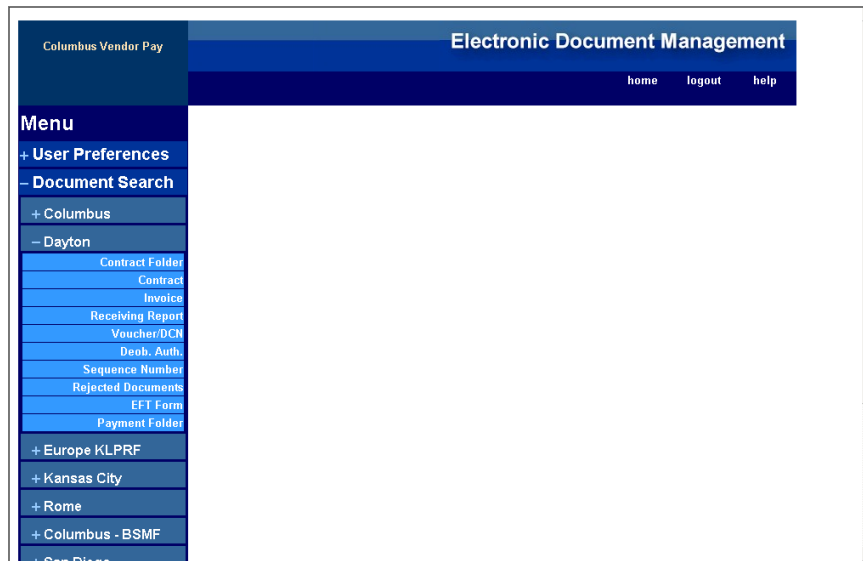 Columbus Vendor Pay
Electronic Document Management
home logout help
Menu
+ User Preferences
– Document Search
+ Columbus
– Dayton
Contract Folder
Contract
Invoice
Receiving Report
Voucher/DCN
Deob. Auth.
Sequence Number
Rejected Documents
EFT Form
Payment Folder
+ Europe KLPRF
+ Kansas City
+ Rome
+ Columbus - BSMF
+ San Diego